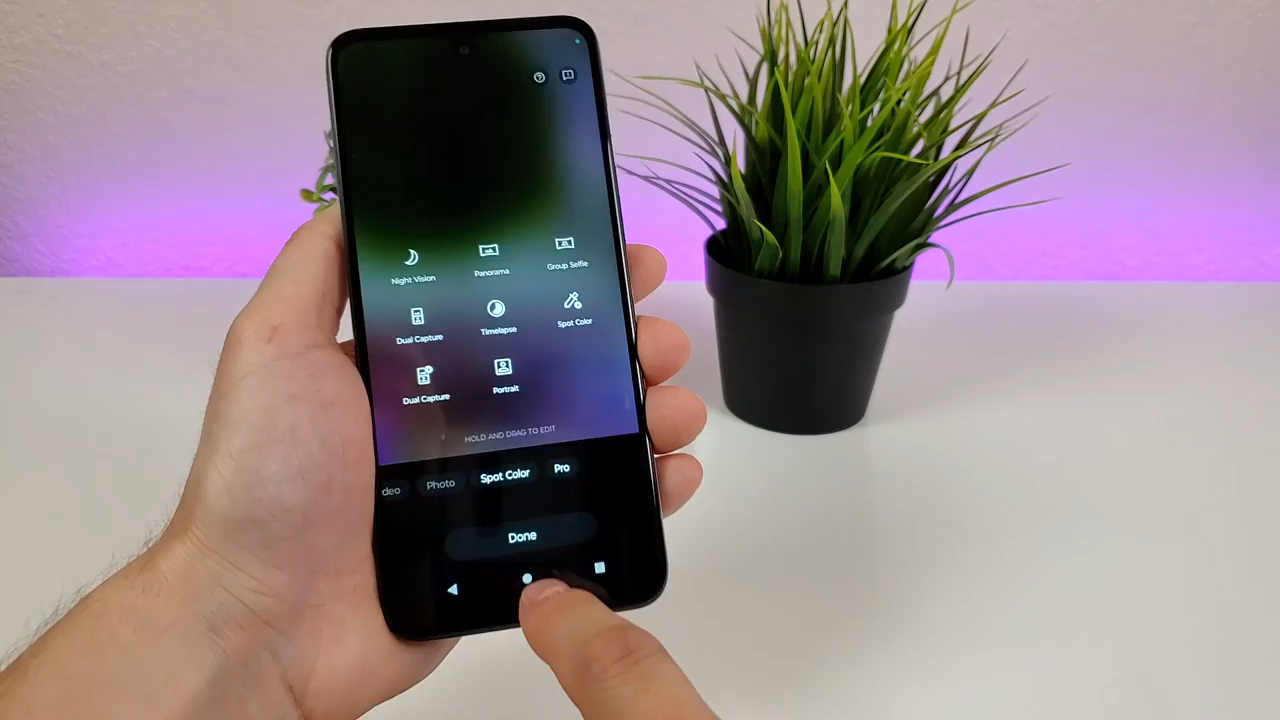 Night Vision
Panorama
Group Selfie
Dual Capture
Timelapse
Spot Color
Dual Capture
Portrait
HOLD AND DRAG TO EDIT
deo
Photo
Spot Color
Pro
Done